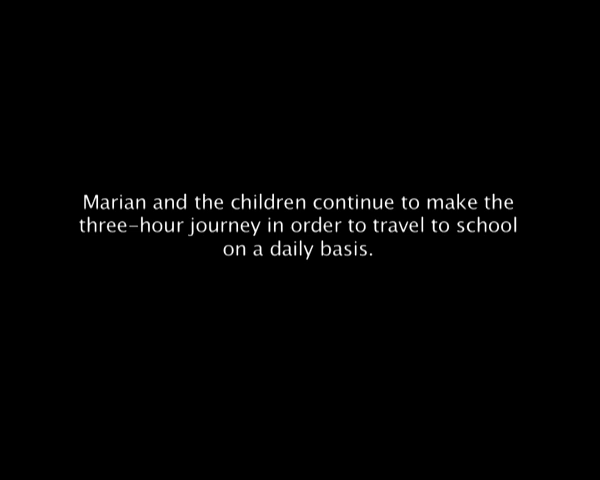 Marian and the children continue to make the
three-hour journey in order to travel to school
on a daily basis.